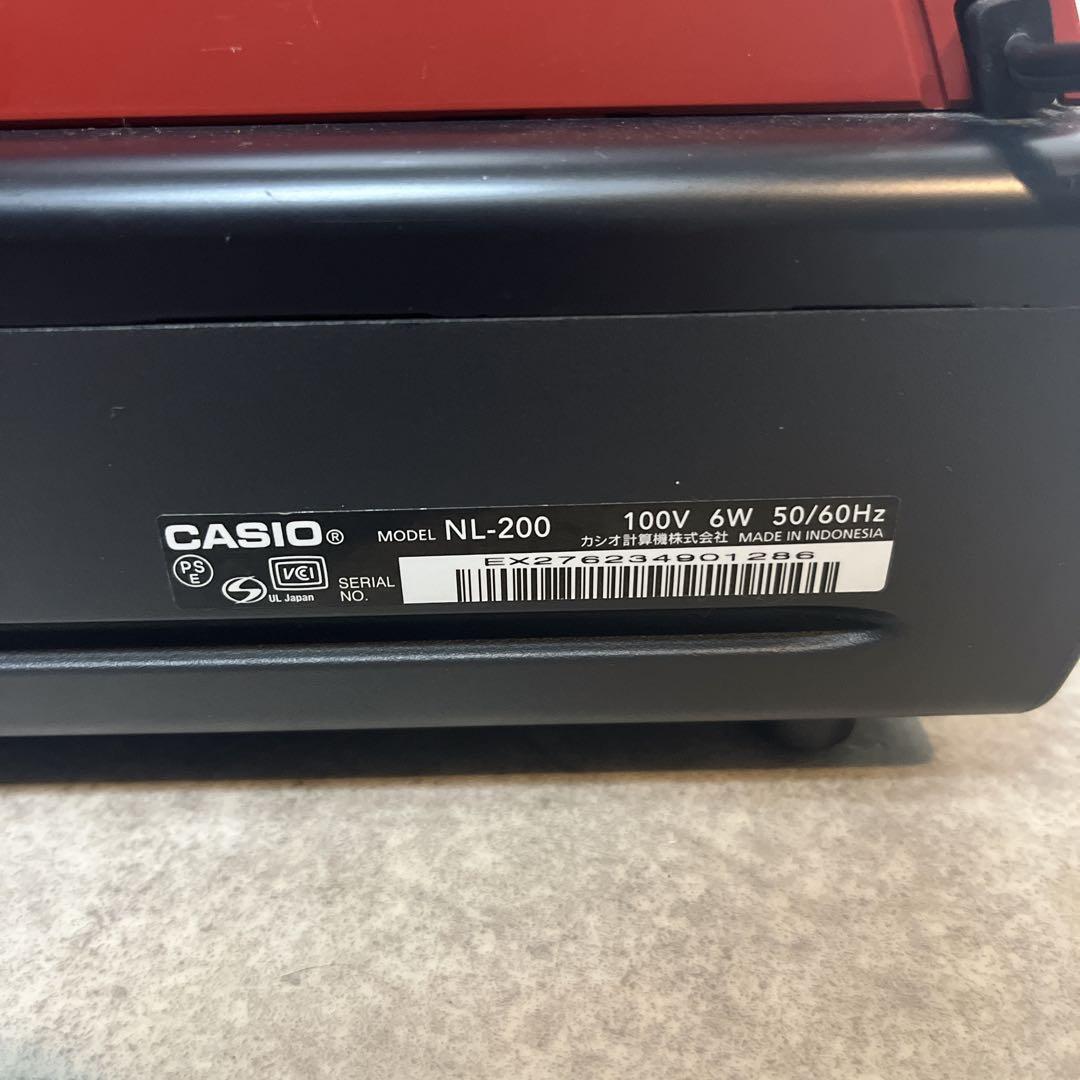 CASIO® MODEL NL-200 100V 6W 50/60Hz
カシオ計算機株式会社 MADE IN INDONESIA
PS E VCI UL Japan
SERIAL NO. EX276234901286